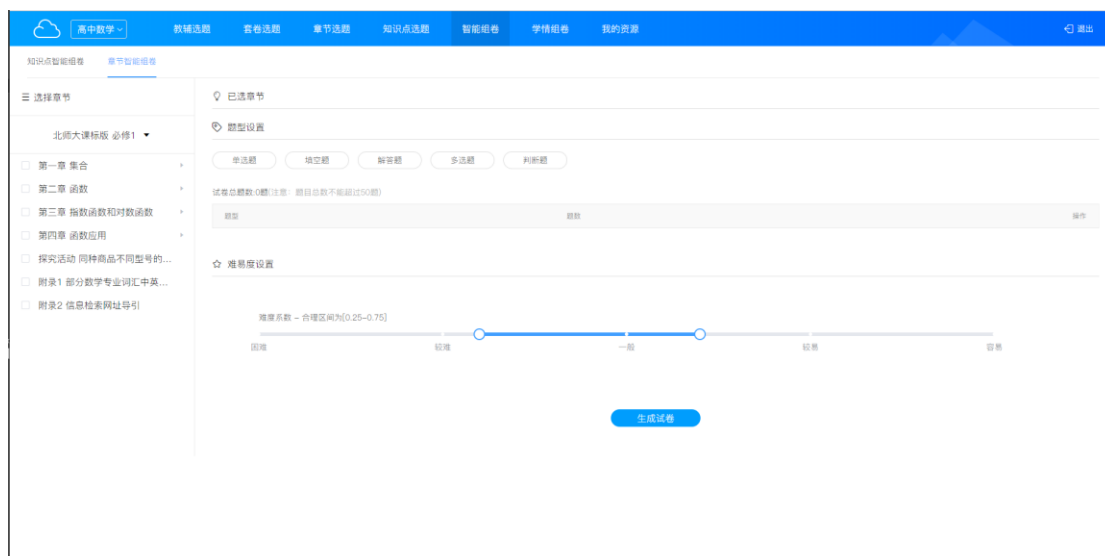 高中数学 教辅选题 套卷选题 章节选题 知识点选题 智能组卷 学情组卷 我的资源 退出
知识点智能组卷 章节智能组卷
选择章节
北师大课标版 必修1
第一章 集合
第二章 函数
第三章 指数函数和对数函数
第四章 函数应用
探究活动 同种商品不同型号的...
附录1 部分数学专业词汇中英...
附录2 信息检索网址导引
已选章节
题型设置
单选题 填空题 解答题 多选题 判断题
试卷总题数:0题(注意: 题目总数不能超过50题)
题型 题数 操作
难易度设置
难度系数 - 合理区间为[0.25-0.75]
困难 较难 一般 较易 容易
生成试卷